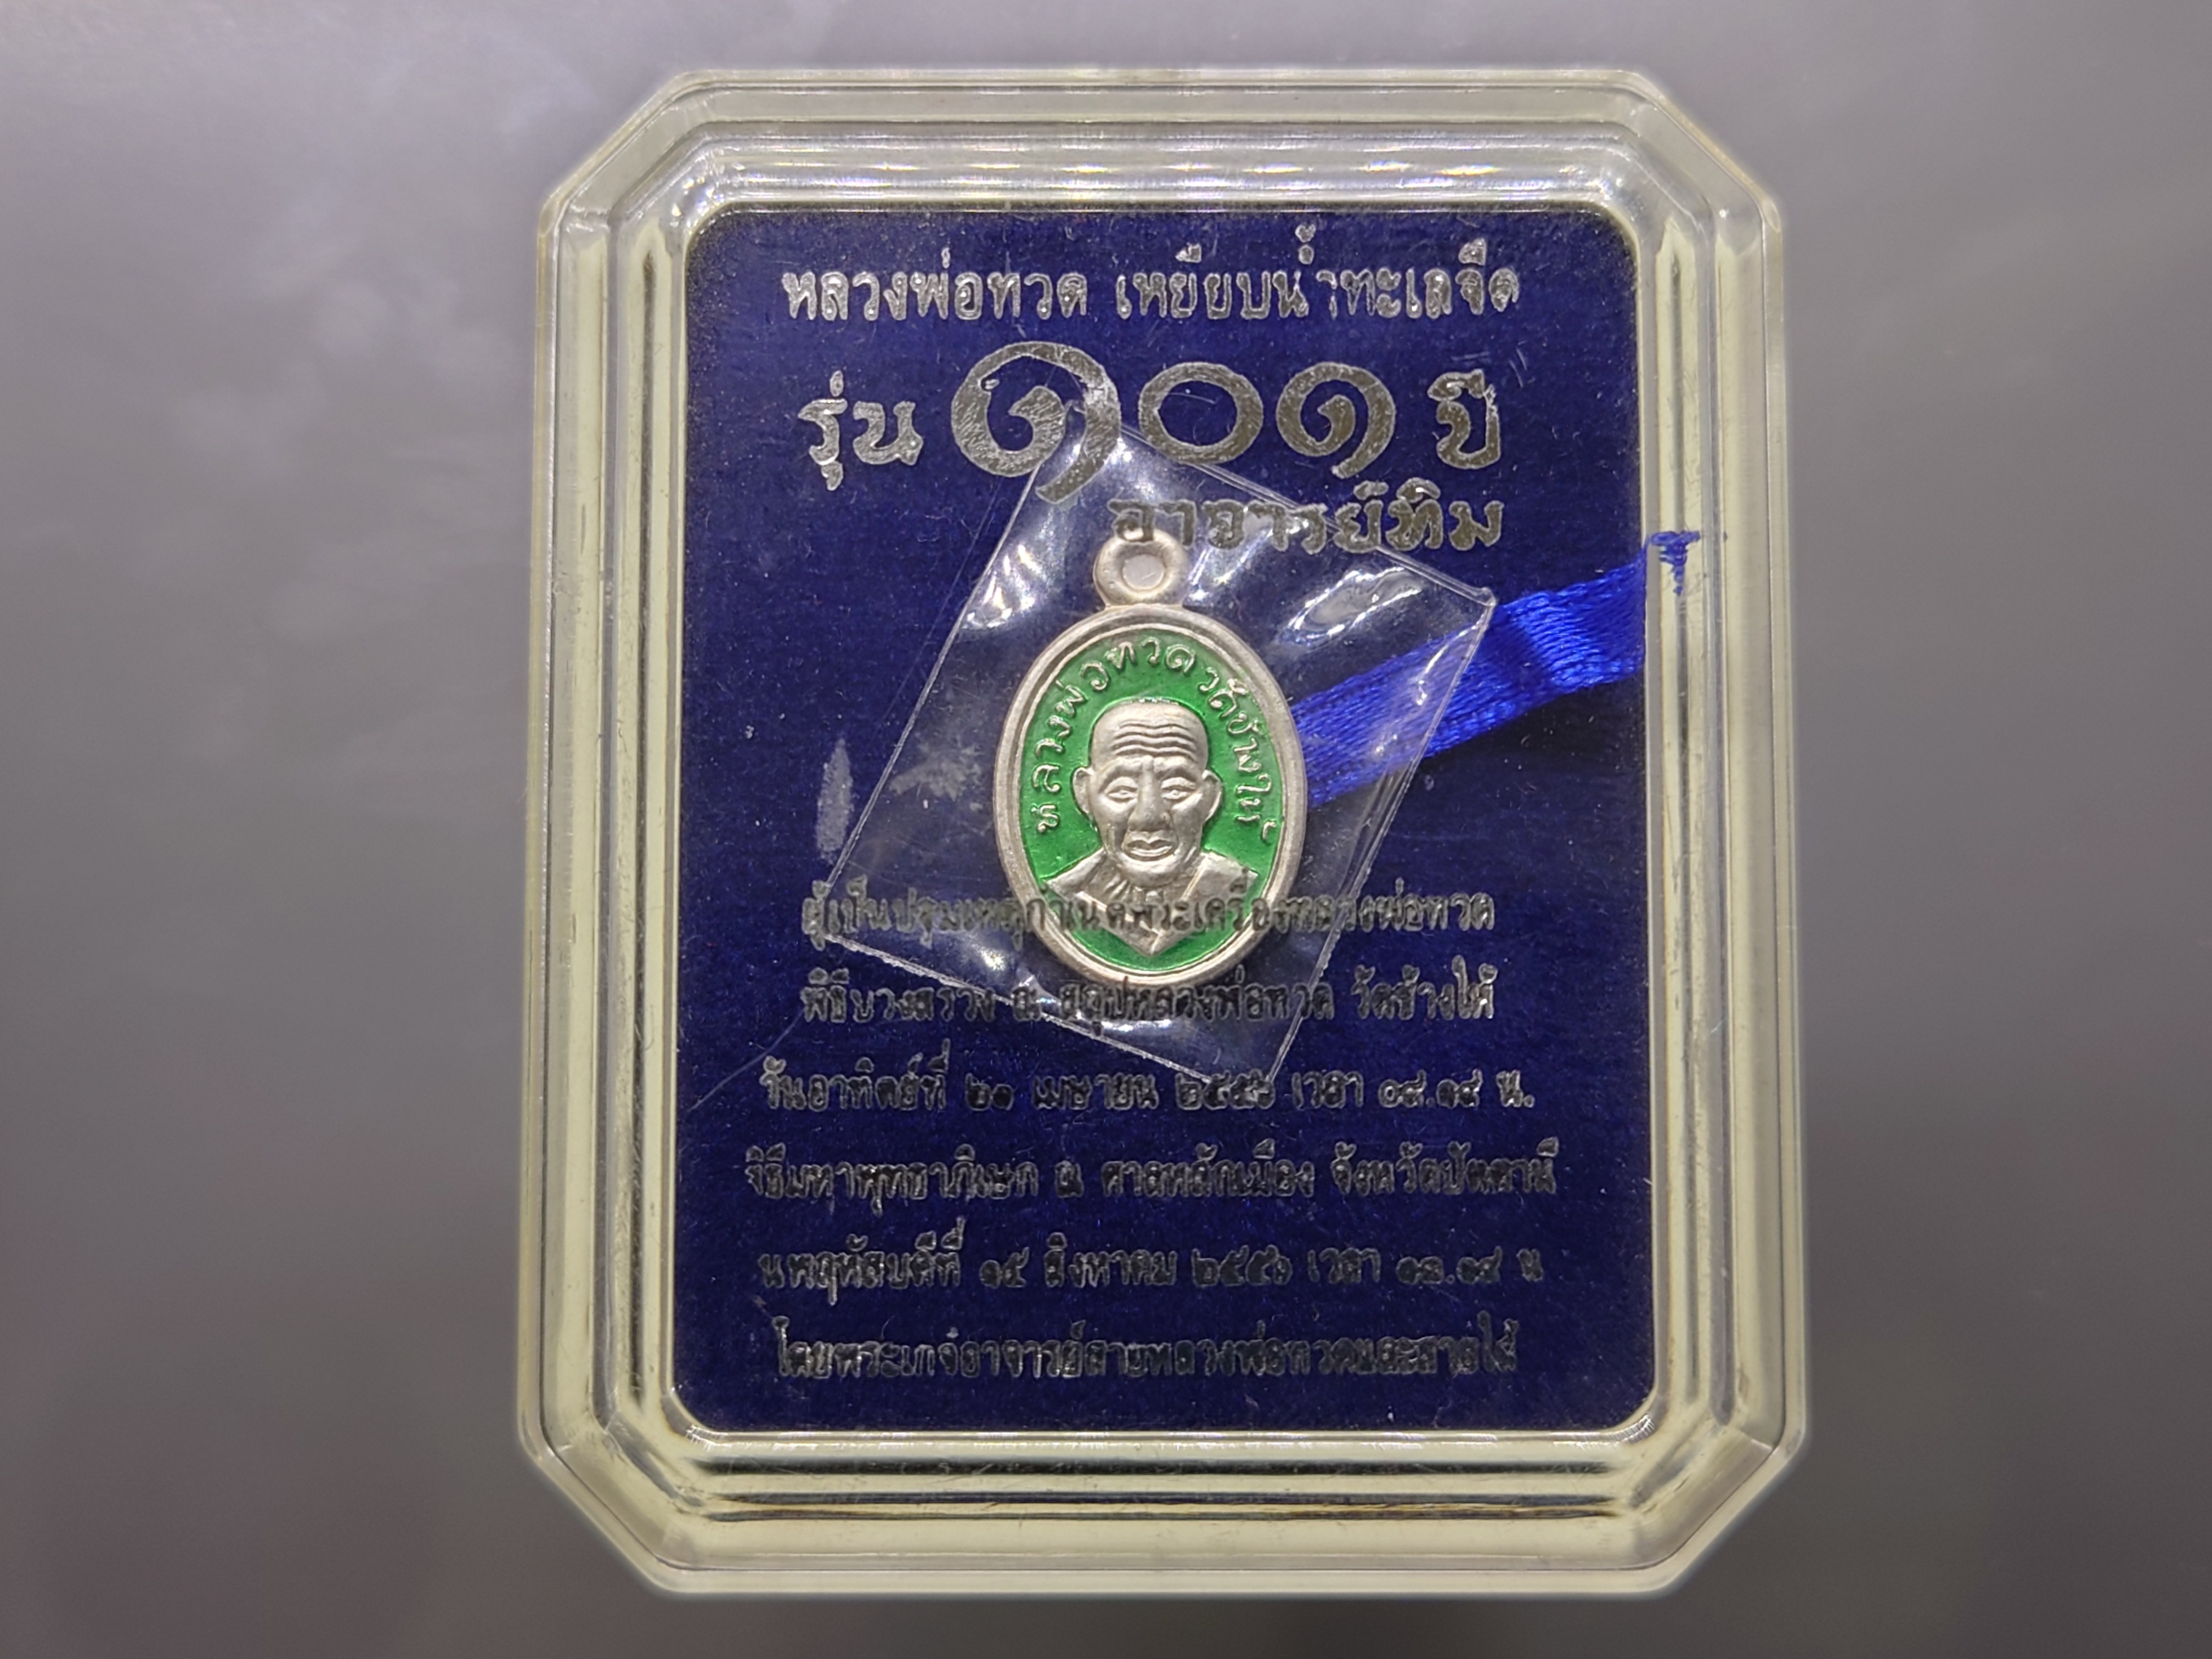 หลวงพ่อทวด เหยียบน้ำทะเลจืด
รุ่น ๑๐๑ ปี
อาจารย์ทิม
หลวงพ่อทวด วัดช้างให้
ผู้เป็นปฐมเหตุกำเนิดพระเครื่องหลวงพ่อทวด
พิธีบวงสรวง ณ สถูปหลวงพ่อทวด วัดช้างให้
วันอาทิตย์ที่ ๒๑ เมษายน ๒๕๕๖ เวลา ๐๙.๑๙ น.
พิธีมหาพุทธาภิเษก ณ ศาลหลักเมือง จังหวัดปัตตานี
พฤหัสบดีที่ ๑๕ สิงหาคม ๒๕๕๖ เวลา
โดยพระเกจิอาจารย์สายหลวงพ่อทวดและสายใต้